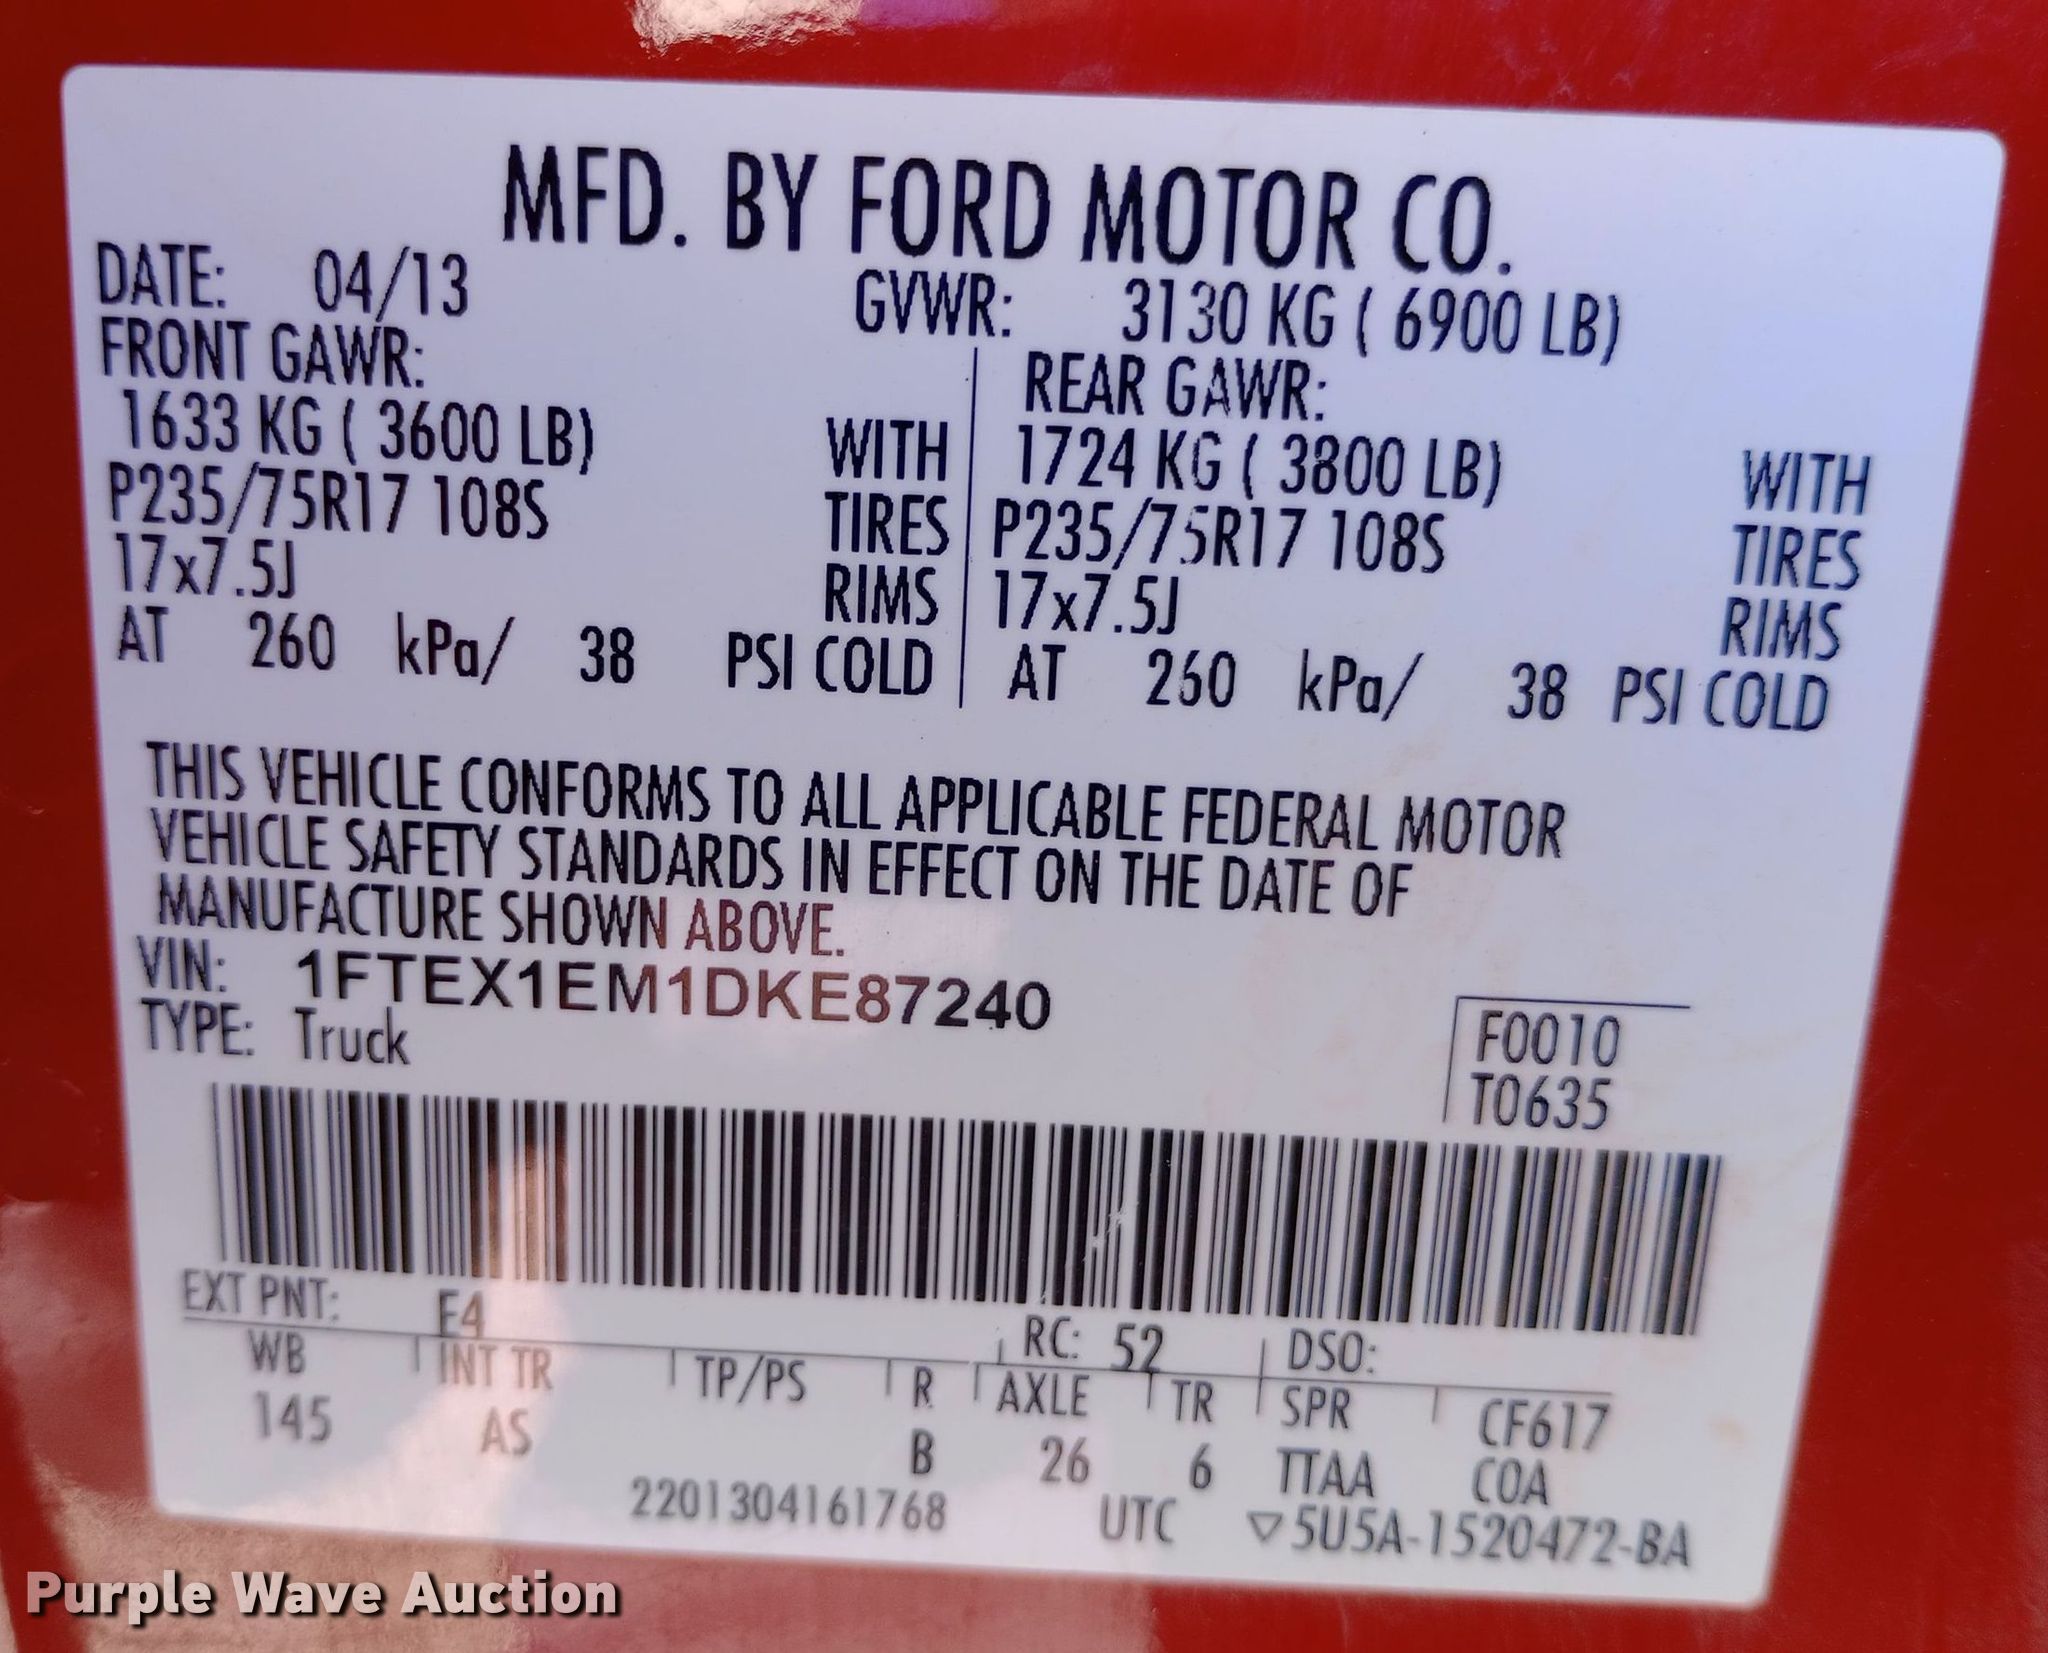 MFD. BY FORD MOTOR CO.
DATE: 04/13 GVWR: 3130 KG ( 6900 LB)
FRONT GAWR: REAR GAWR:
1633 KG ( 3600 LB) WITH 1724 KG ( 3800 LB) WITH
P235/75R17 108S TIRES P235/75R17 108S TIRES
17x7.5J RIMS 17x7.5J RIMS
AT 260 kPa/ 38 PSI COLD AT 260 kPa/ 38 PSI COLD
THIS VEHICLE CONFORMS TO ALL APPLICABLE FEDERAL MOTOR
VEHICLE SAFETY STANDARDS IN EFFECT ON THE DATE OF
MANUFACTURE SHOWN ABOVE.
VIN: 1FTEX1EM1DKE87240
TYPE: Truck
F0010
T0635
EXT PNT: E4 RC: 52 DSO:
WB INT TR TP/PS R AXLE TR SPR CF617
145 AS B 26 6 TTAA COA
2201304161768 UTC ▽5U5A-1520472-BA
Purple Wave Auction